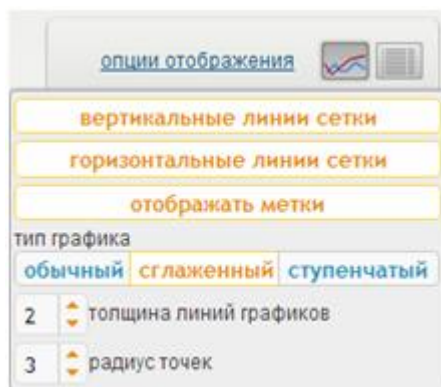 опции отображения
вертикальные линии сетки
горизонтальные линии сетки
отображать метки
тип графика
обычный сглаженный ступенчатый
2 толщина линий графиков
3 радиус точек